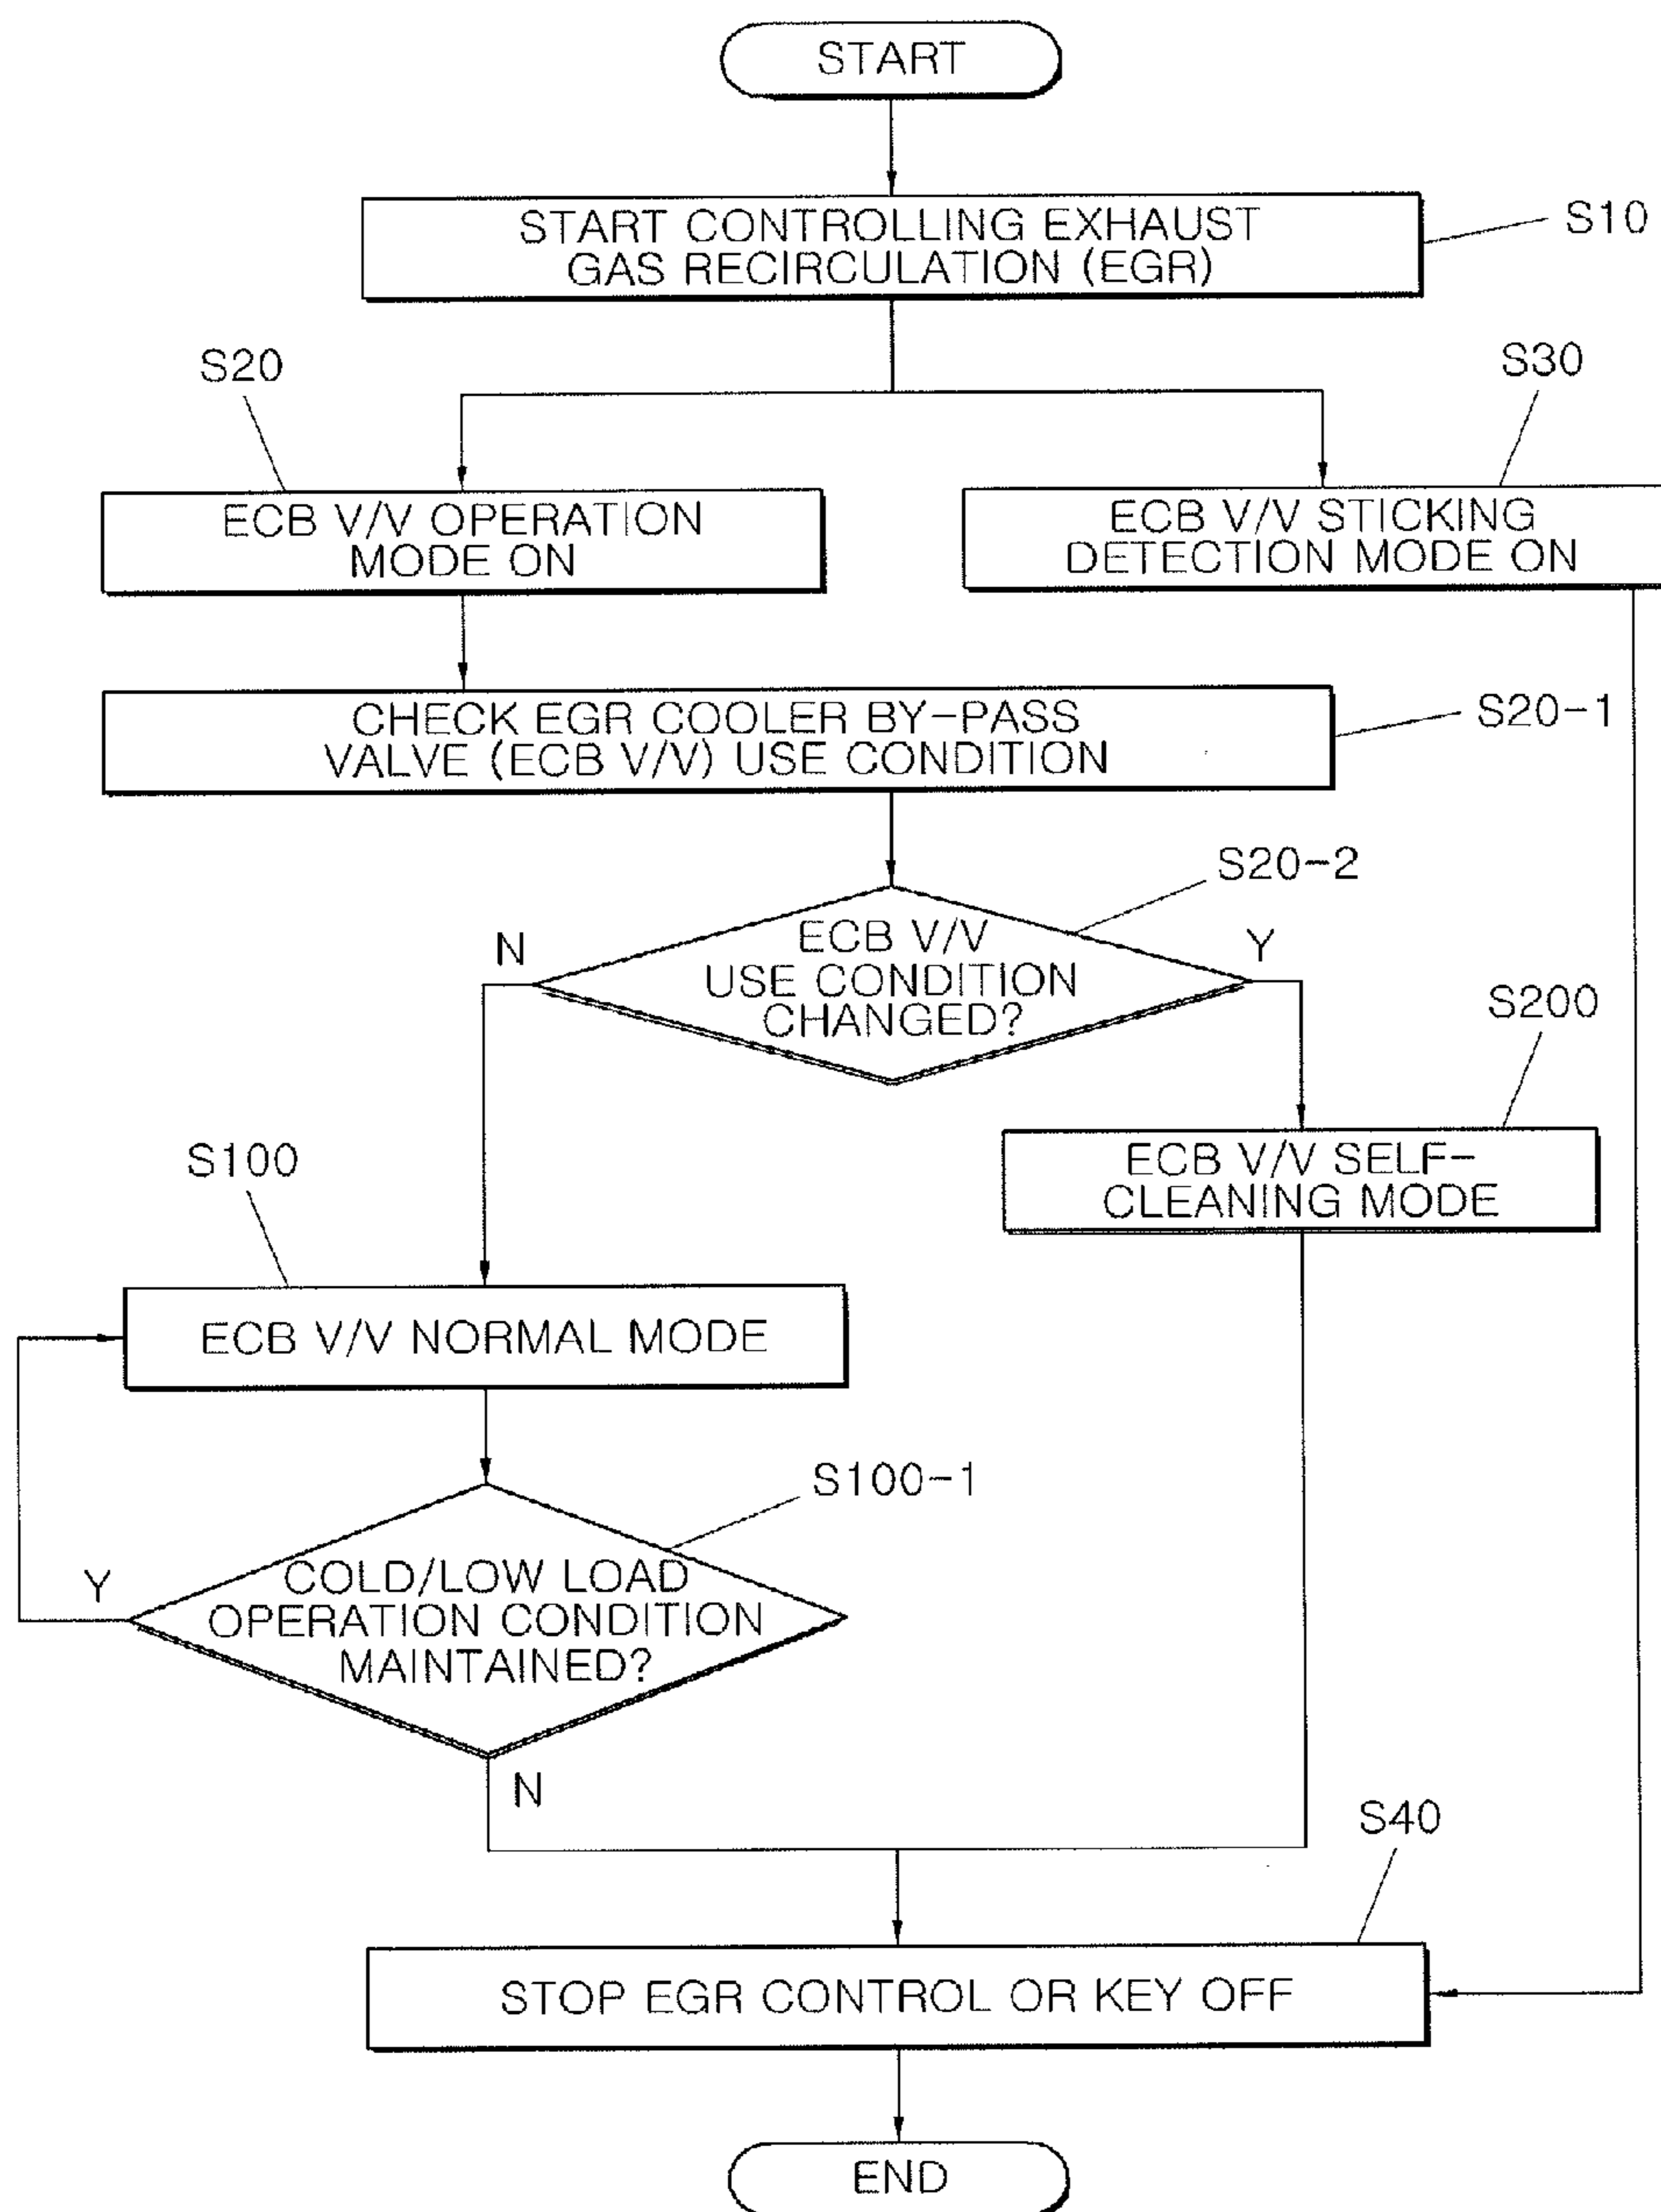 START
START CONTROLLING EXHAUST
GAS RECIRCULATION (EGR)
S10
S20
S30
ECB V/V OPERATION
MODE ON
ECB V/V STICKING
DETECTION MODE ON
CHECK EGR COOLER BY-PASS
VALVE (ECB V/V) USE CONDITION
S20-1
S20-2
N
ECB V/V
USE CONDITION
CHANGED?
Y
S200
ECB V/V SELF-
CLEANING MODE
S100
ECB V/V NORMAL MODE
S100-1
Y
COLD/LOW LOAD
OPERATION CONDITION
MAINTAINED?
N
S40
STOP EGR CONTROL OR KEY OFF
END